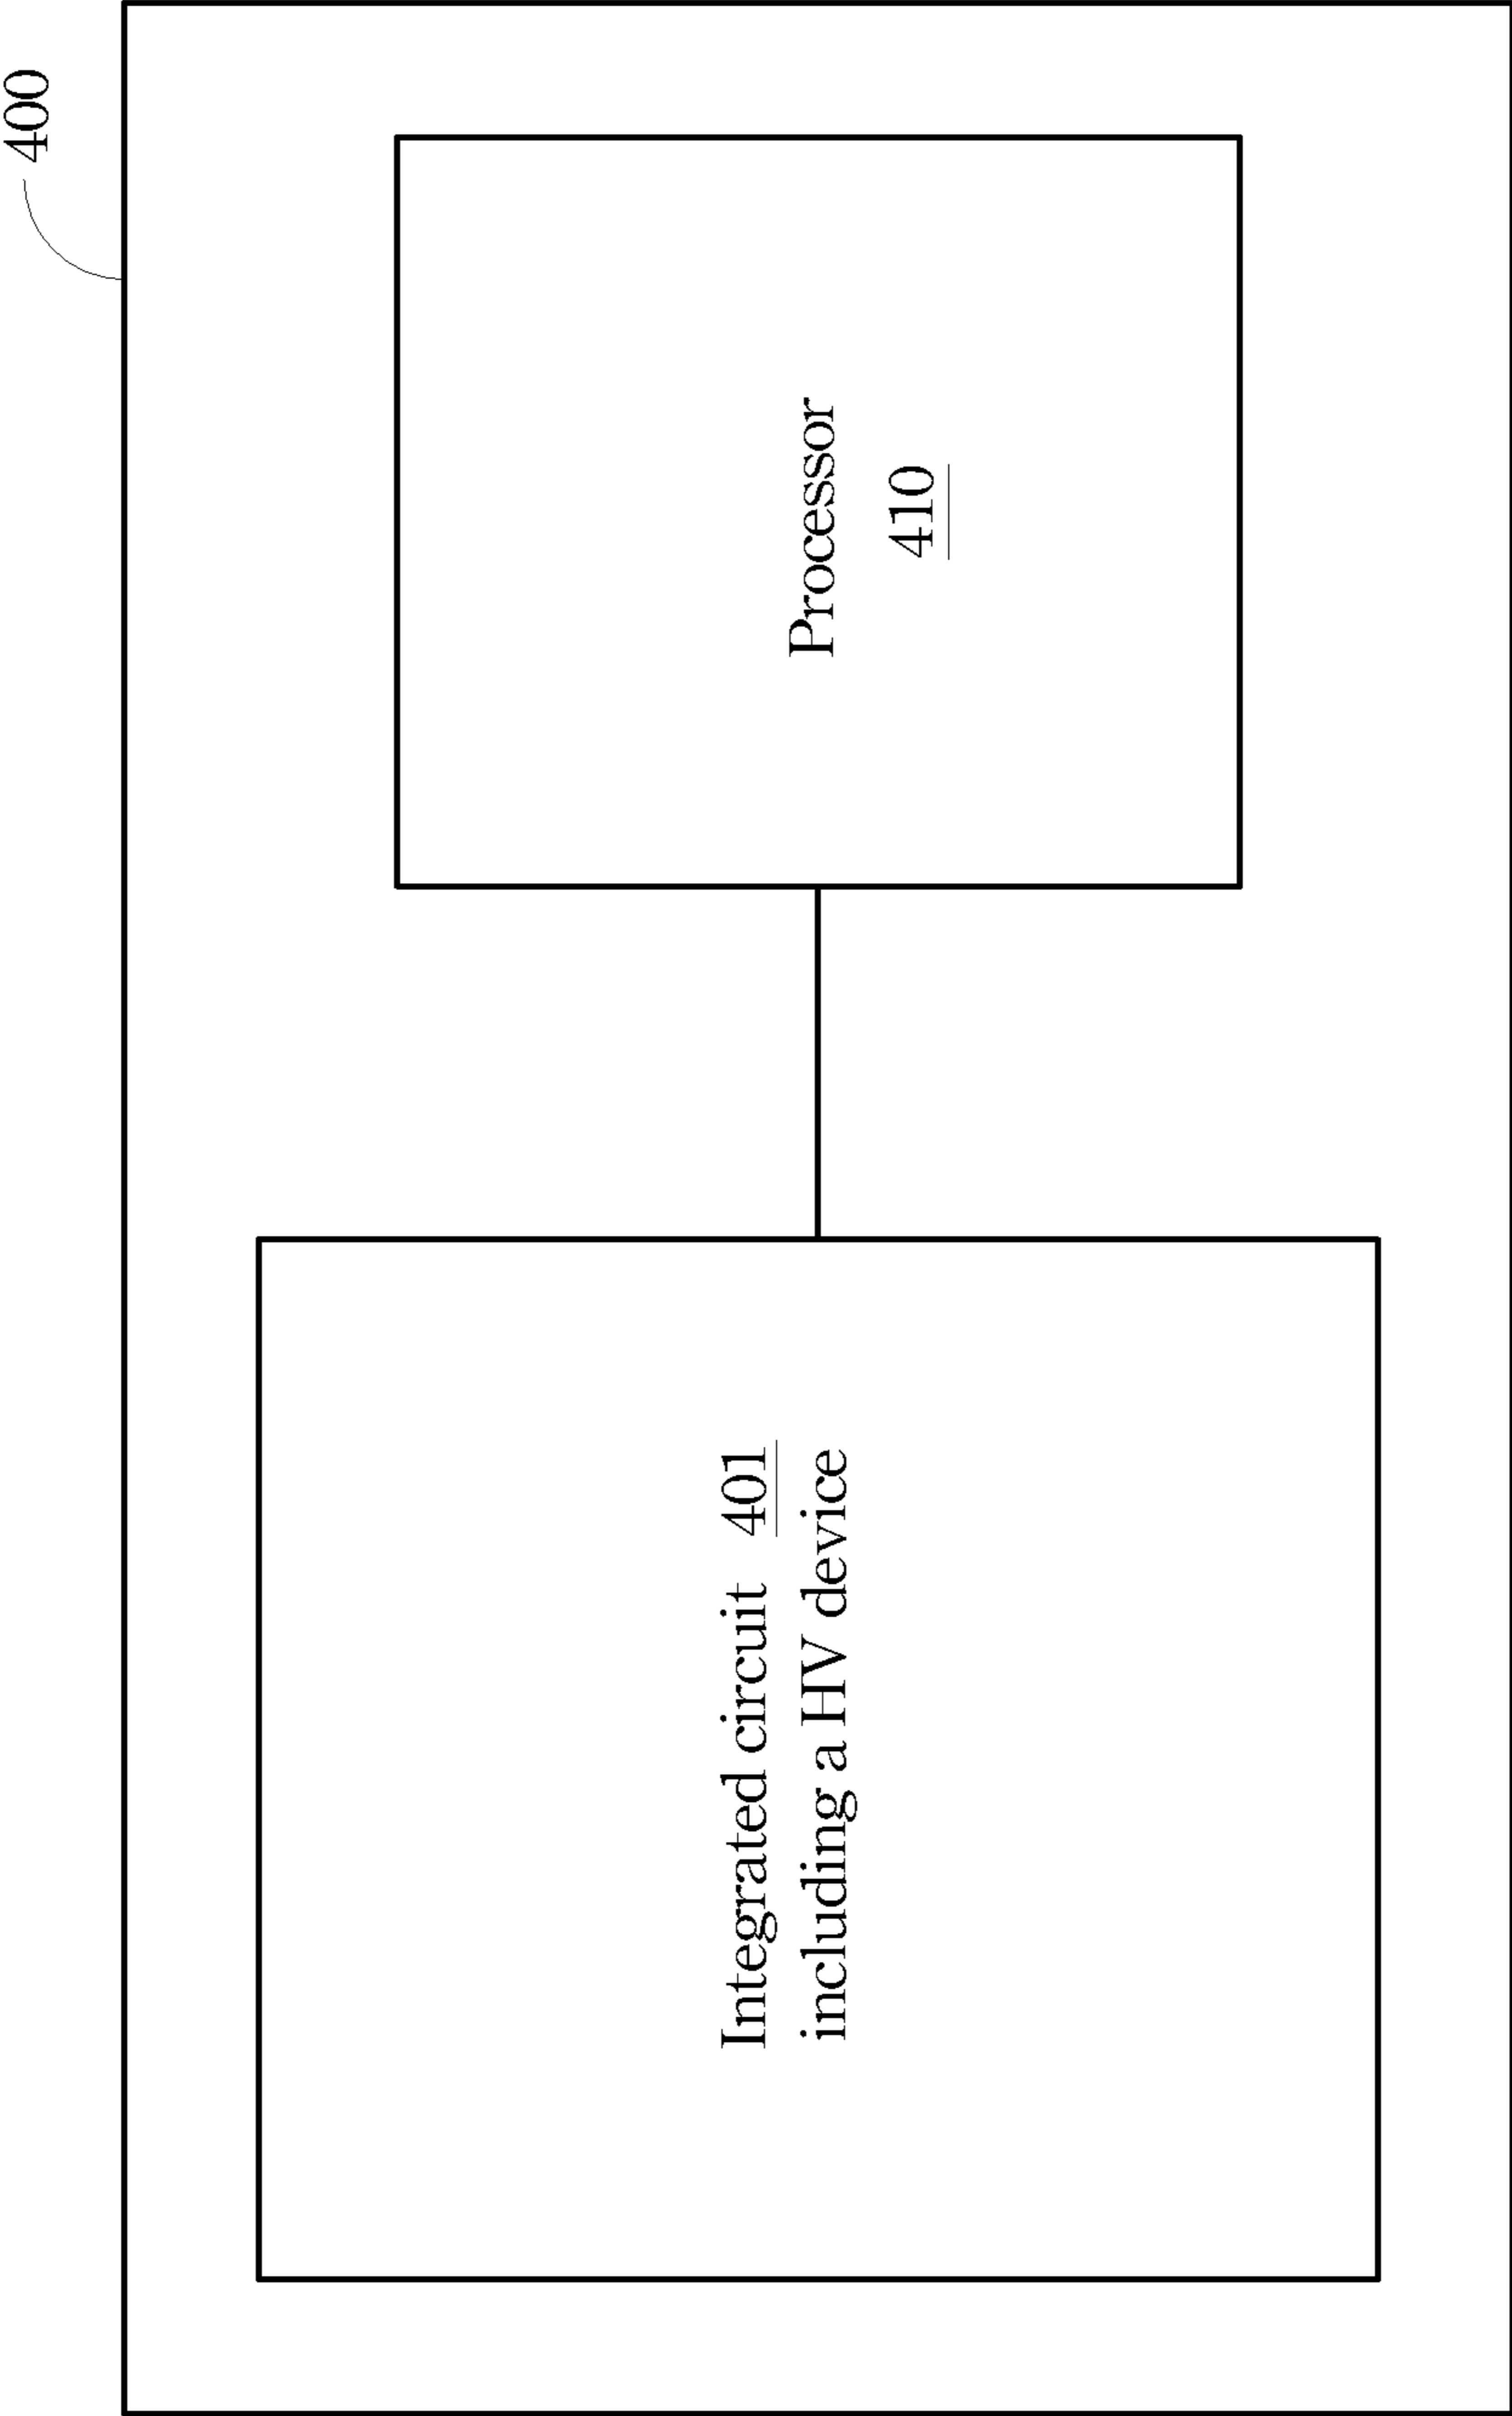 400
Integrated circuit 401
including a HV device
Processor
410